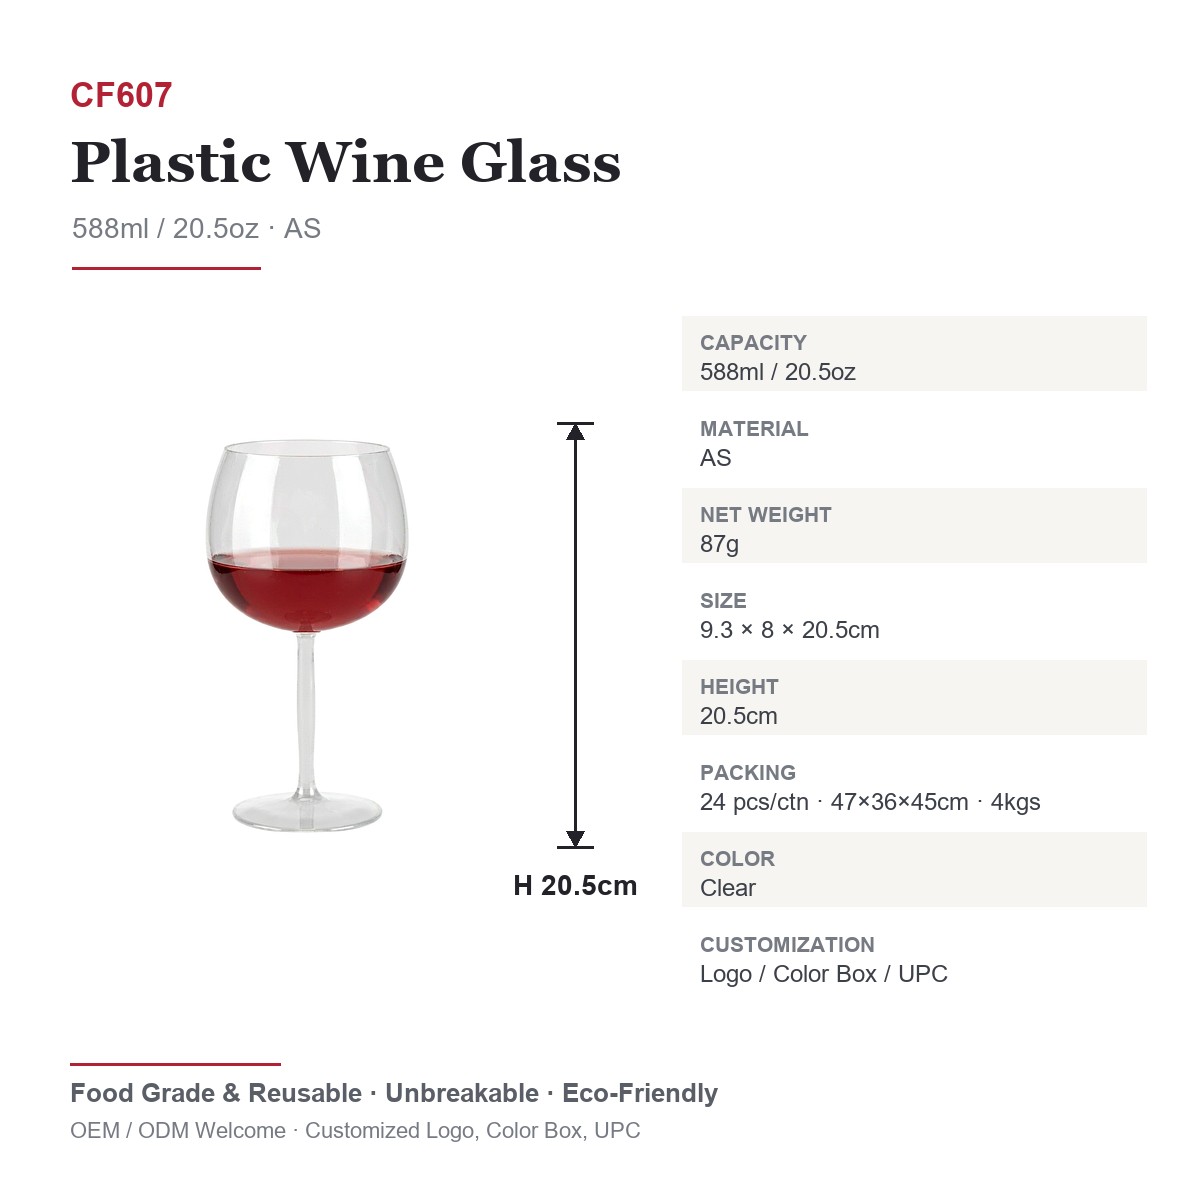 CF607
Plastic Wine Glass
588ml / 20.5oz · AS
CAPACITY
588ml / 20.5oz
MATERIAL
AS
NET WEIGHT
87g
SIZE
9.3 × 8 × 20.5cm
HEIGHT
20.5cm
PACKING
24 pcs/ctn · 47×36×45cm · 4kgs
COLOR
Clear
CUSTOMIZATION
Logo / Color Box / UPC
H 20.5cm
Food Grade & Reusable · Unbreakable · Eco-Friendly
OEM / ODM Welcome · Customized Logo, Color Box, UPC